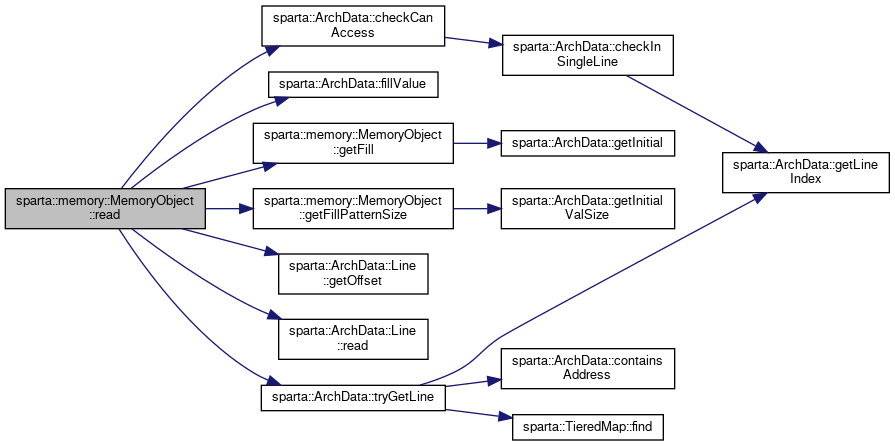 sparta::memory::MemoryObject
::read
sparta::ArchData::checkCan
Access
sparta::ArchData::fillValue
sparta::memory::MemoryObject
::getFill
sparta::memory::MemoryObject
::getFillPatternSize
sparta::ArchData::Line
::getOffset
sparta::ArchData::Line
::read
sparta::ArchData::tryGetLine
sparta::ArchData::checkIn
SingleLine
sparta::ArchData::getInitial
sparta::ArchData::getInitial
ValSize
sparta::ArchData::contains
Address
sparta::TieredMap::find
sparta::ArchData::getLine
Index